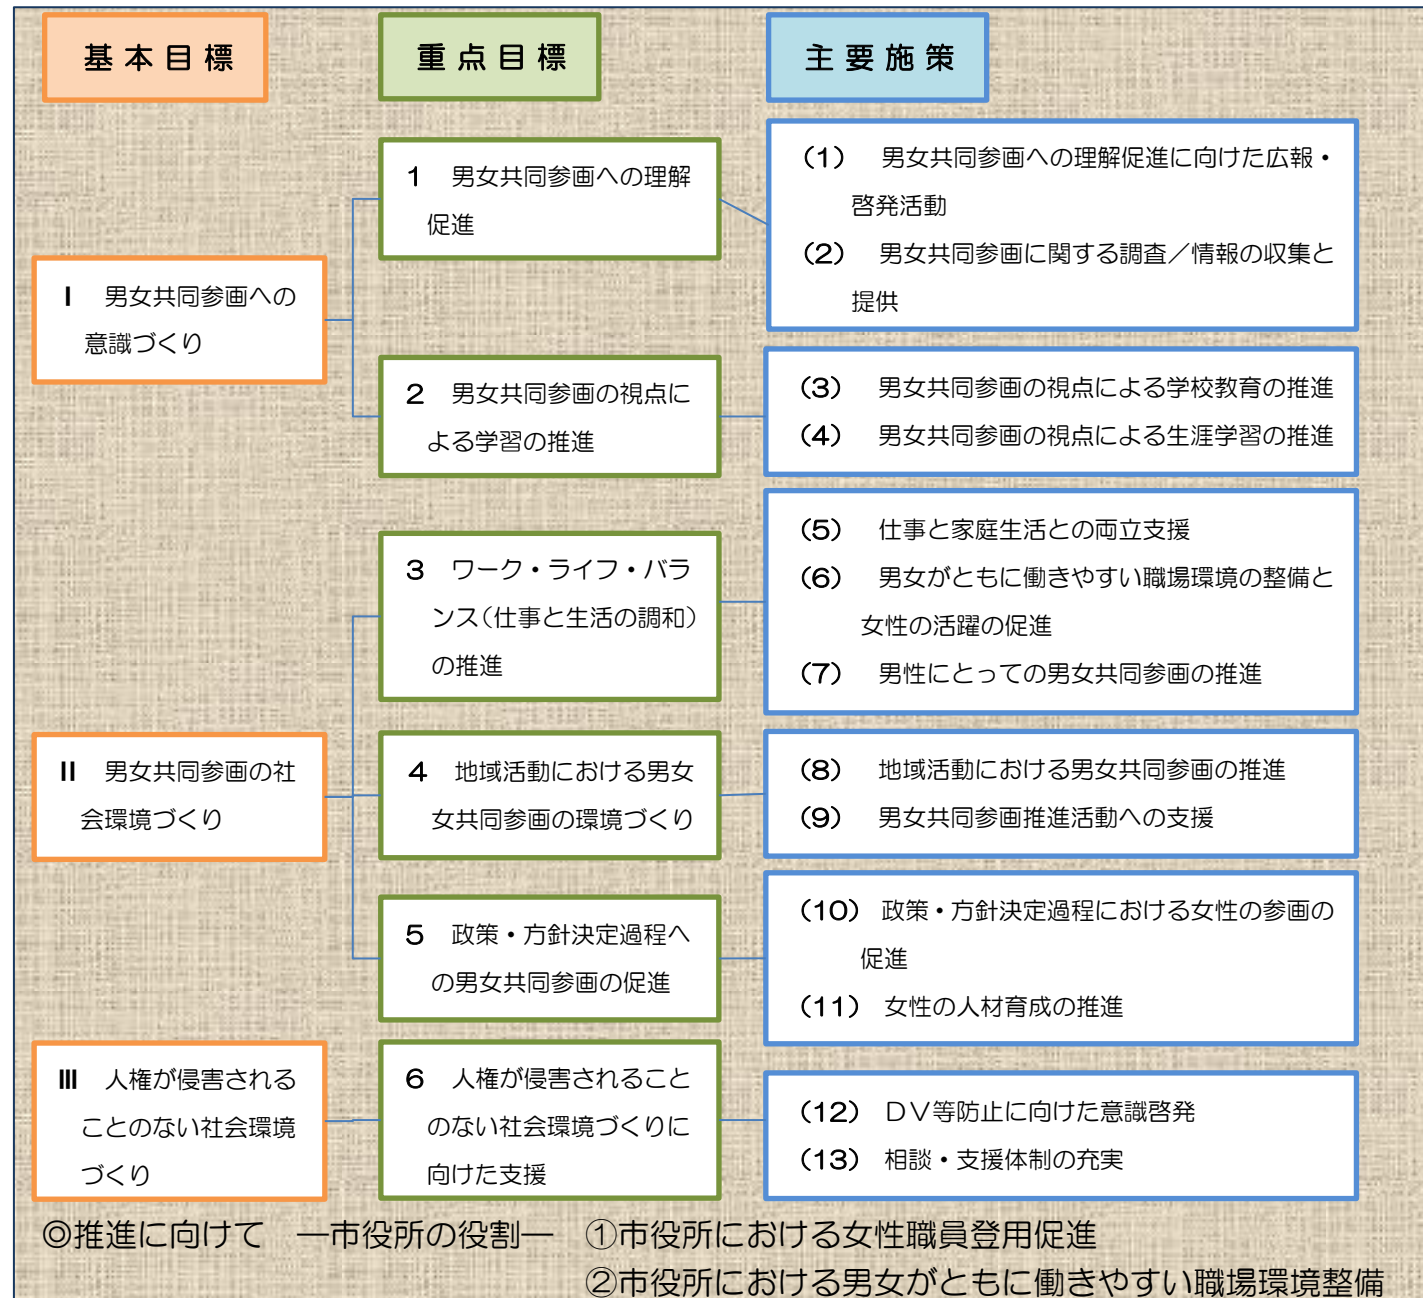 基本目標
重点目標
主要施策
Ⅰ 男女共同参画への
意識づくり
1 男女共同参画への理解
促進
(1) 男女共同参画への理解促進に向けた広報・
啓発活動
(2) 男女共同参画に関する調査／情報の収集と
提供
2 男女共同参画の視点に
よる学習の推進
(3) 男女共同参画の視点による学校教育の推進
(4) 男女共同参画の視点による生涯学習の推進
Ⅱ 男女共同参画の社
会環境づくり
3 ワーク・ライフ・バラ
ンス（仕事と生活の調和）
の推進
(5) 仕事と家庭生活との両立支援
(6) 男女がともに働きやすい職場環境の整備と
女性の活躍の促進
(7) 男性にとっての男女共同参画の推進
4 地域活動における男女
女共同参画の環境づくり
(8) 地域活動における男女共同参画の推進
(9) 男女共同参画推進活動への支援
5 政策・方針決定過程へ
の男女共同参画の促進
(10) 政策・方針決定過程における女性の参画の
促進
(11) 女性の人材育成の推進
Ⅲ 人権が侵害される
ことのない社会環境
づくり
6 人権が侵害されること
のない社会環境づくりに
向けた支援
(12) ＤＶ等防止に向けた意識啓発
(13) 相談・支援体制の充実
◎推進に向けて ―市役所の役割― ①市役所における女性職員登用促進
②市役所における男女がともに働きやすい職場環境整備